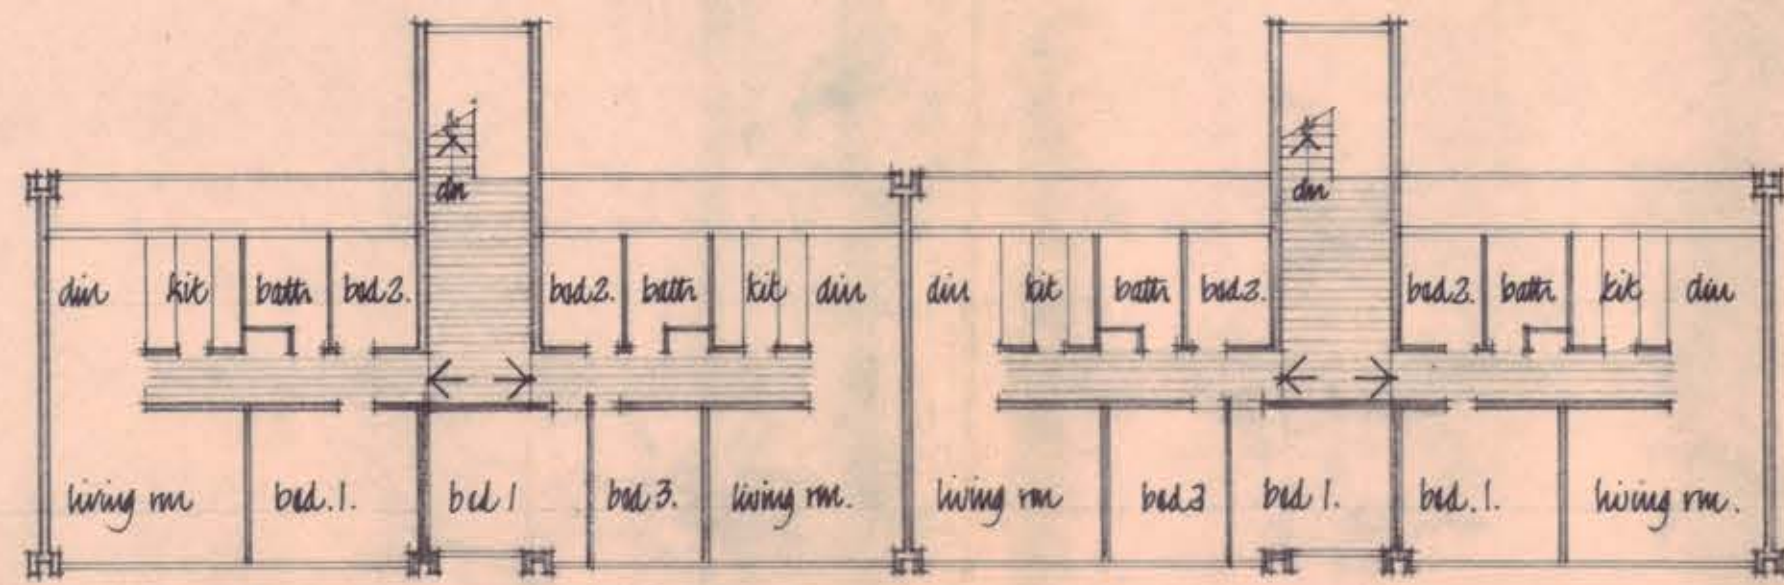 dn dn
din kit bath bed 2. bed 2. bath kit din din kit bath bed 2. bed 2. bath kit din
living rm bed. 1. bed 1 bed 3. living rm. living rm bed 3 bed 1. bed. 1. living rm.